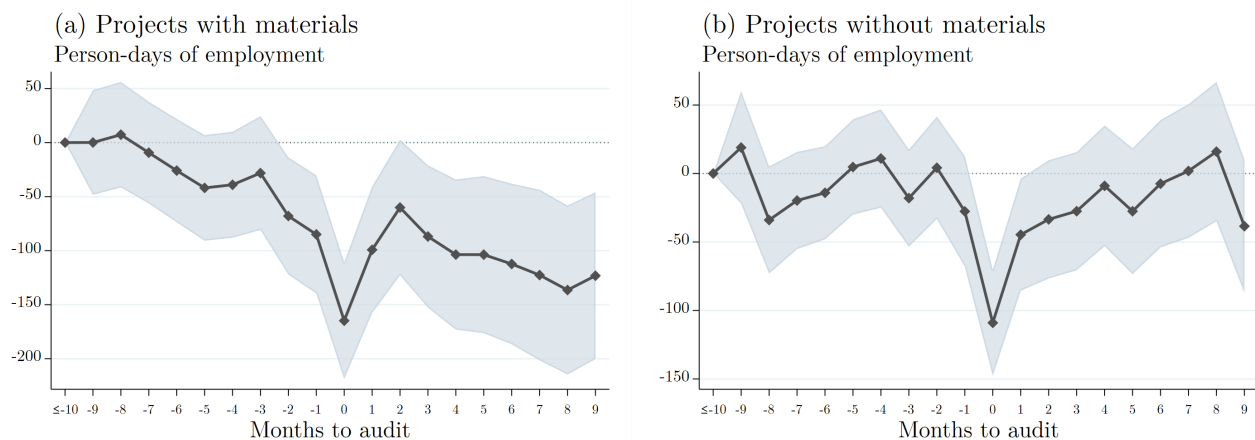 (a) Projects with materials
Person-days of employment
50
0
-50
-100
-150
-200
≤-10 -9 -8 -7 -6 -5 -4 -3 -2 -1 0 1 2 3 4 5 6 7 8 9
Months to audit
(b) Projects without materials
Person-days of employment
50
0
-50
-100
-150
≤-10 -9 -8 -7 -6 -5 -4 -3 -2 -1 0 1 2 3 4 5 6 7 8 9
Months to audit